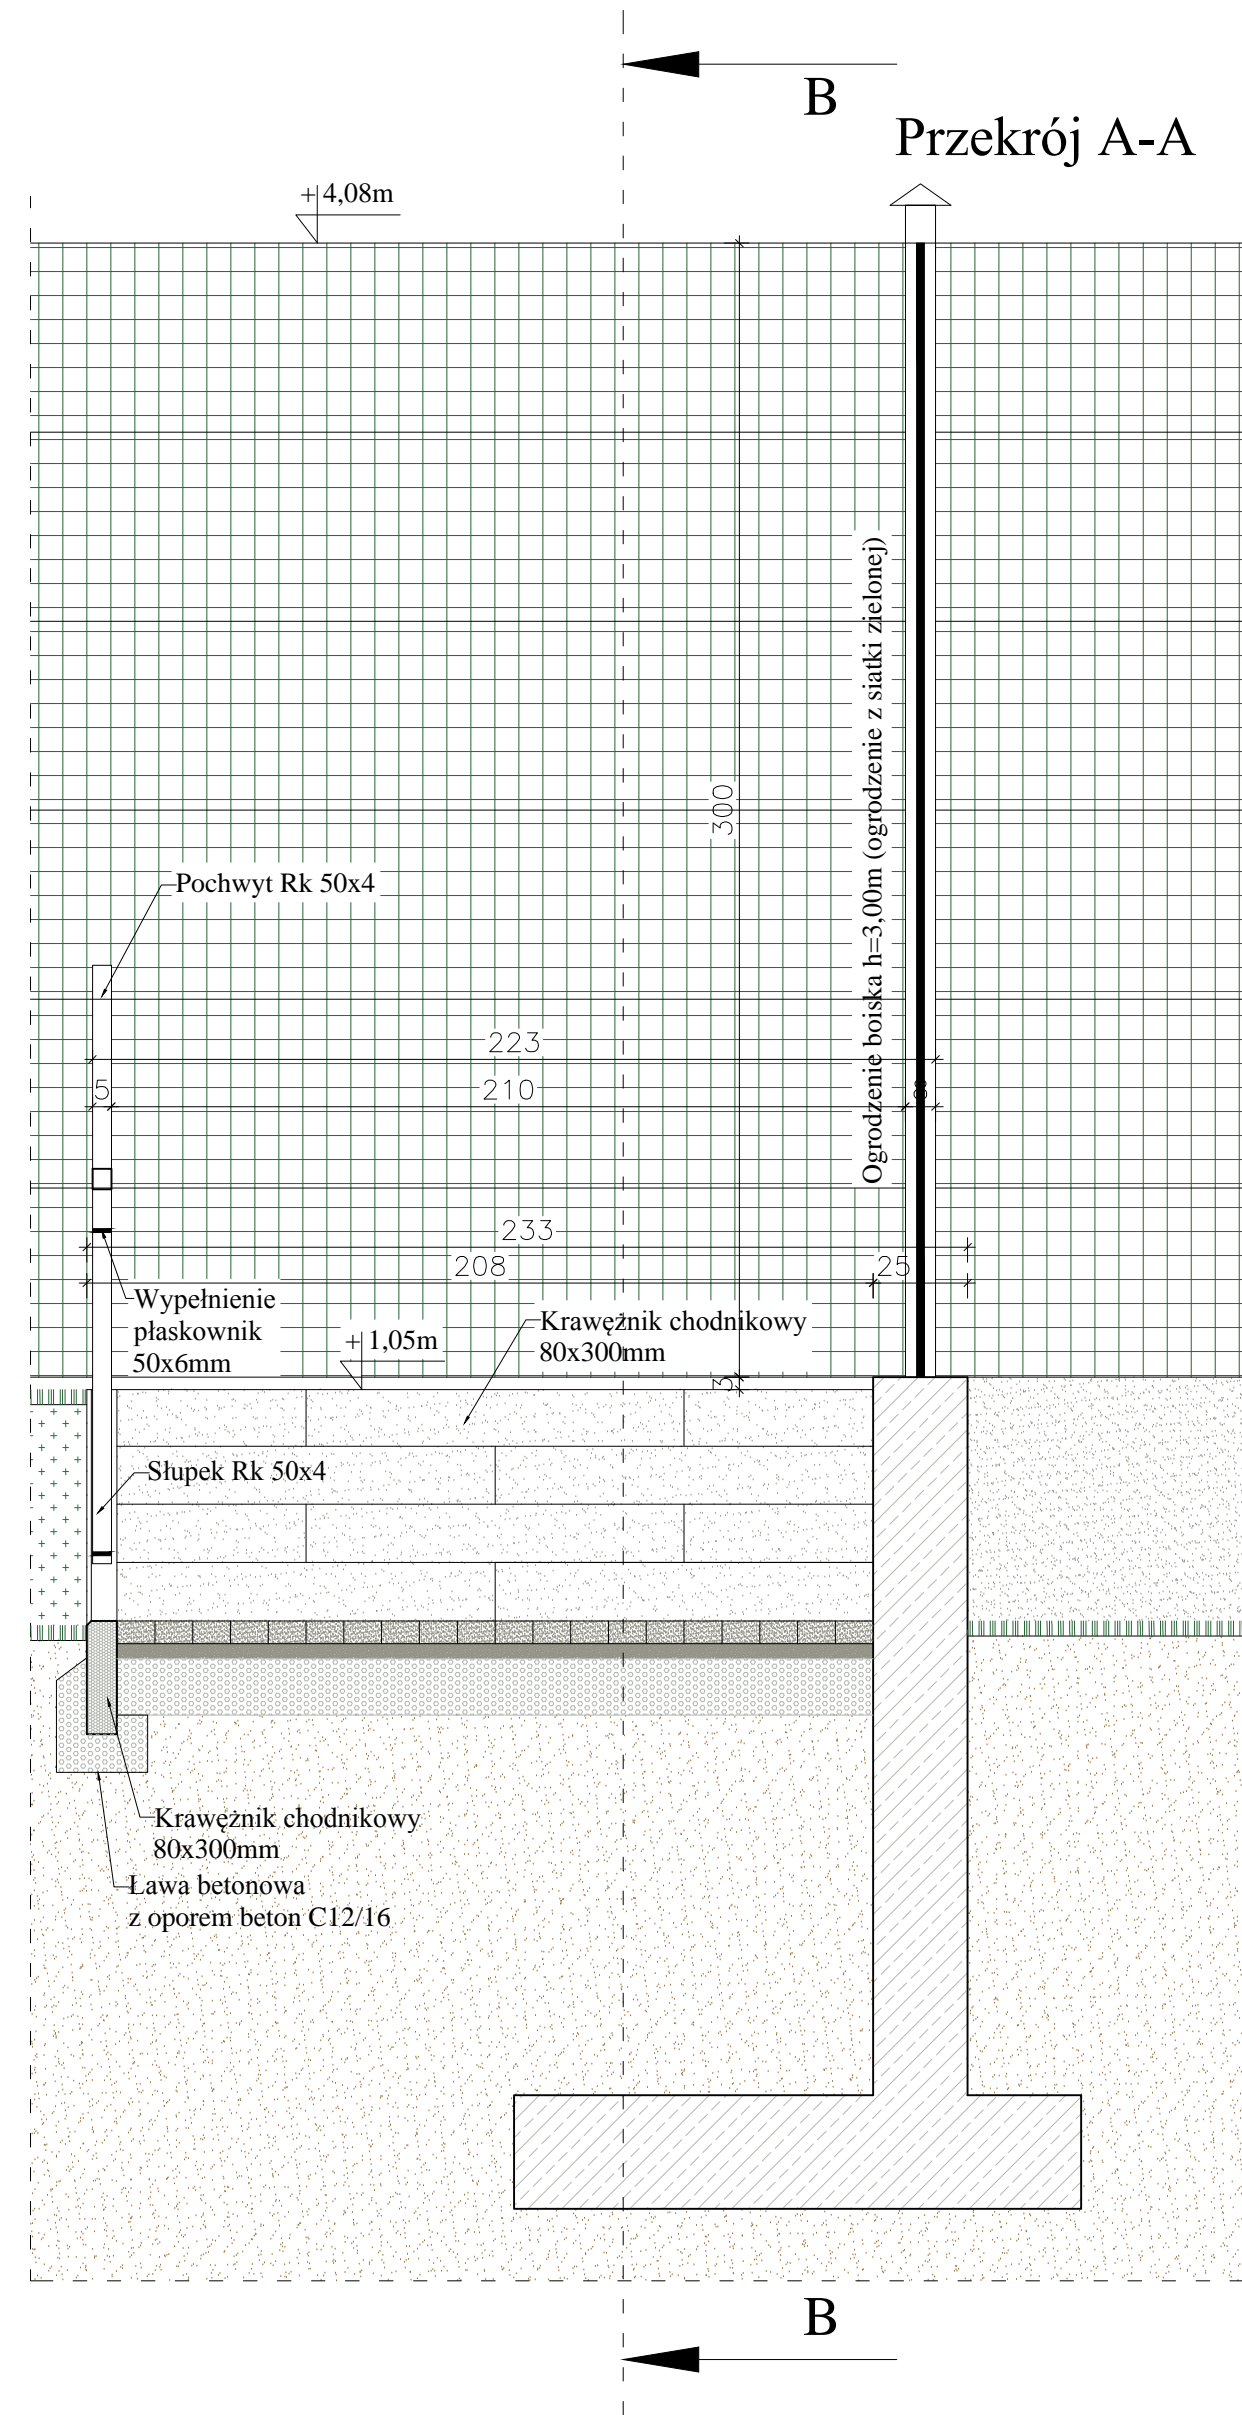 B
Przekrój A-A
+ 4,08m
300
Ogrodzenie boiska h=3,00m (ogrodzenie z siatki zielonej)
Pochwyt Rk 50x4
223
5
210
8
233
208
25
Wypełnienie
płaskownik
50x6mm
+ 1,05m
Krawężnik chodnikowy
80x300mm
3
Słupek Rk 50x4
Krawężnik chodnikowy
80x300mm
Ława betonowa
z oporem beton C12/16
B